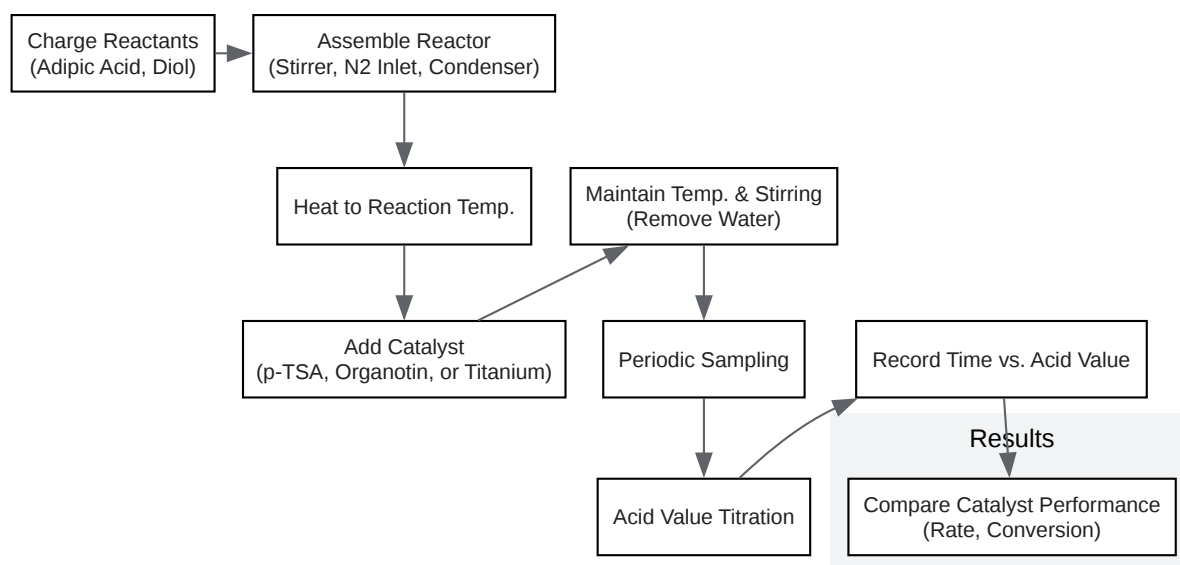 Charge Reactants
(Adipic Acid, Diol)
Assemble Reactor
(Stirrer, N2 Inlet, Condenser)
Heat to Reaction Temp.
Maintain Temp. & Stirring
(Remove Water)
Add Catalyst
(p-TSA, Organotin, or Titanium)
Periodic Sampling
Record Time vs. Acid Value
Results
Acid Value Titration
Compare Catalyst Performance
(Rate, Conversion)